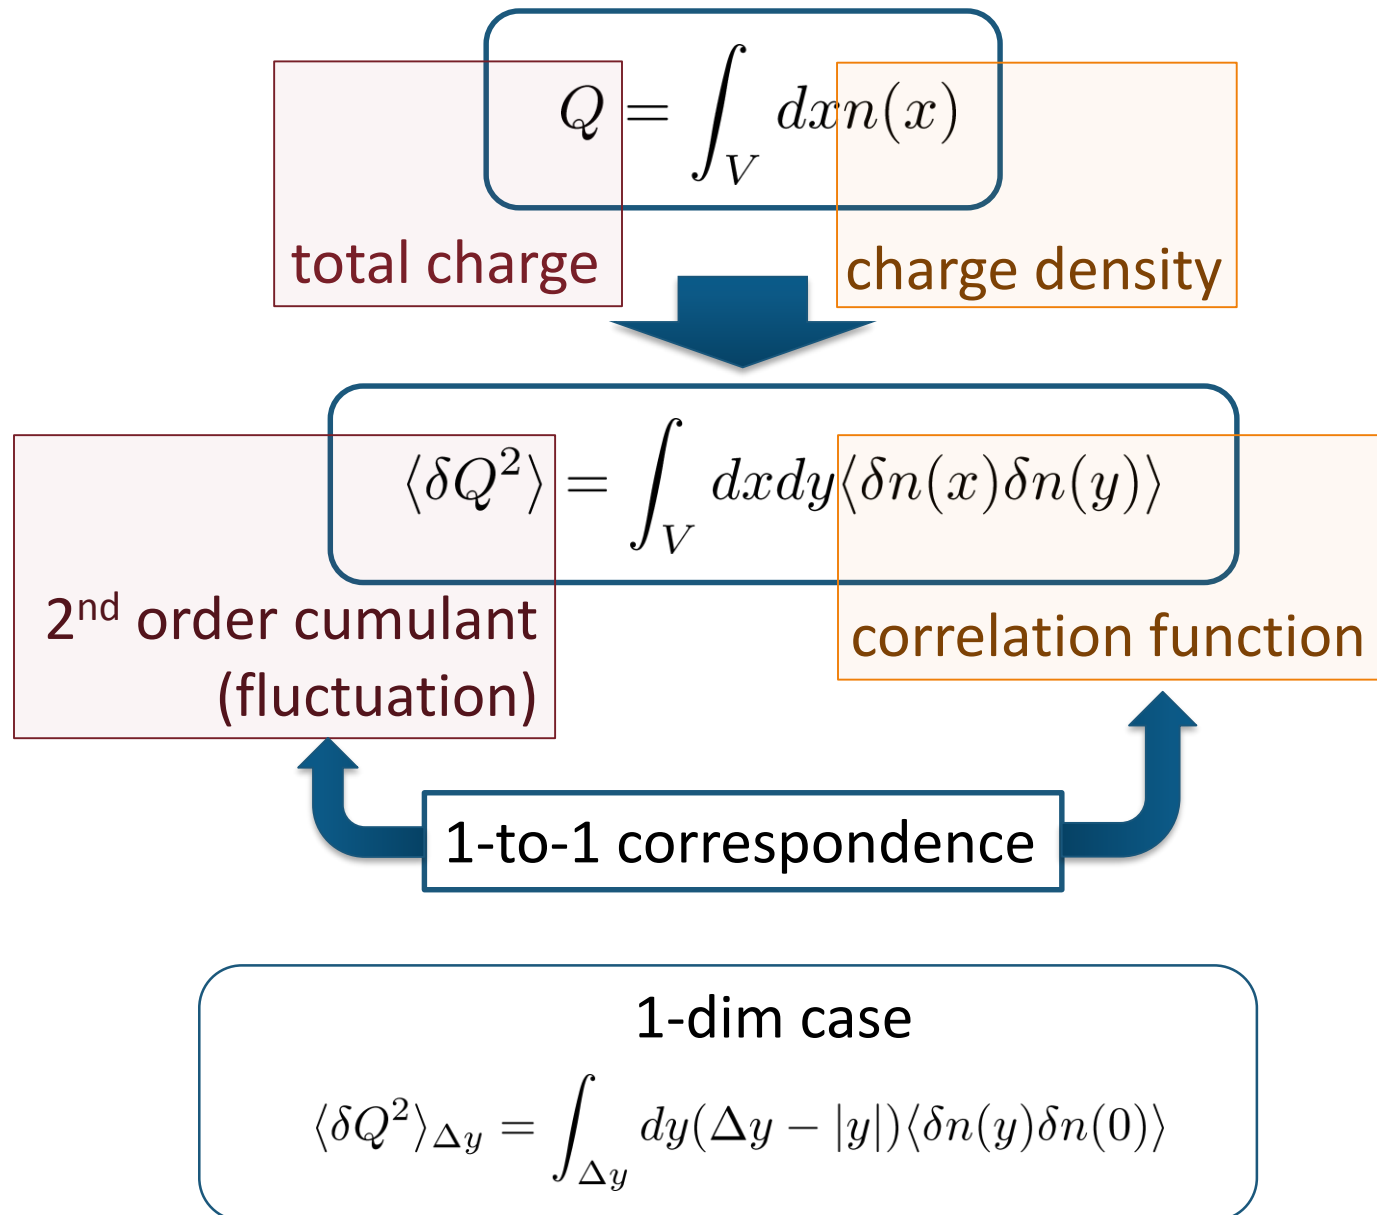 Q = ∫_V dxn(x)
total charge
charge density
⟨δQ²⟩ = ∫_V dxdy⟨δn(x)δn(y)⟩
2nd order cumulant
(fluctuation)
correlation function
1-to-1 correspondence
1-dim case
⟨δQ²⟩_Δy = ∫_Δy dy(Δy − |y|)⟨δn(y)δn(0)⟩